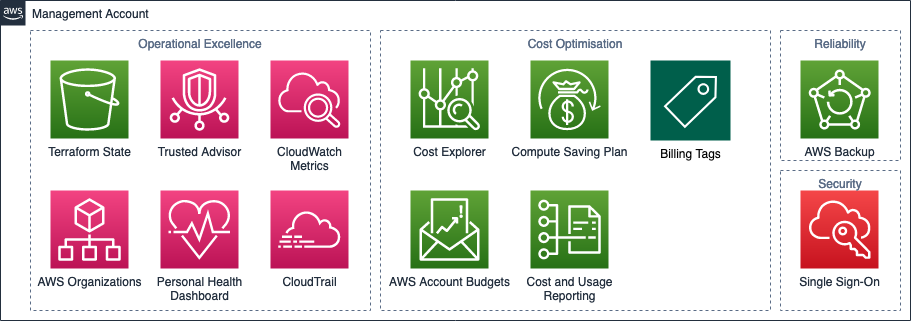 aws
Management Account
Operational Excellence
Terraform State
Trusted Advisor
CloudWatch
Metrics
AWS Organizations
Personal Health
Dashboard
CloudTrail
Cost Optimisation
$
Cost Explorer
Compute Saving Plan
Billing Tags
!
AWS Account Budgets
Cost and Usage
Reporting
Reliability
AWS Backup
Security
Single Sign-On